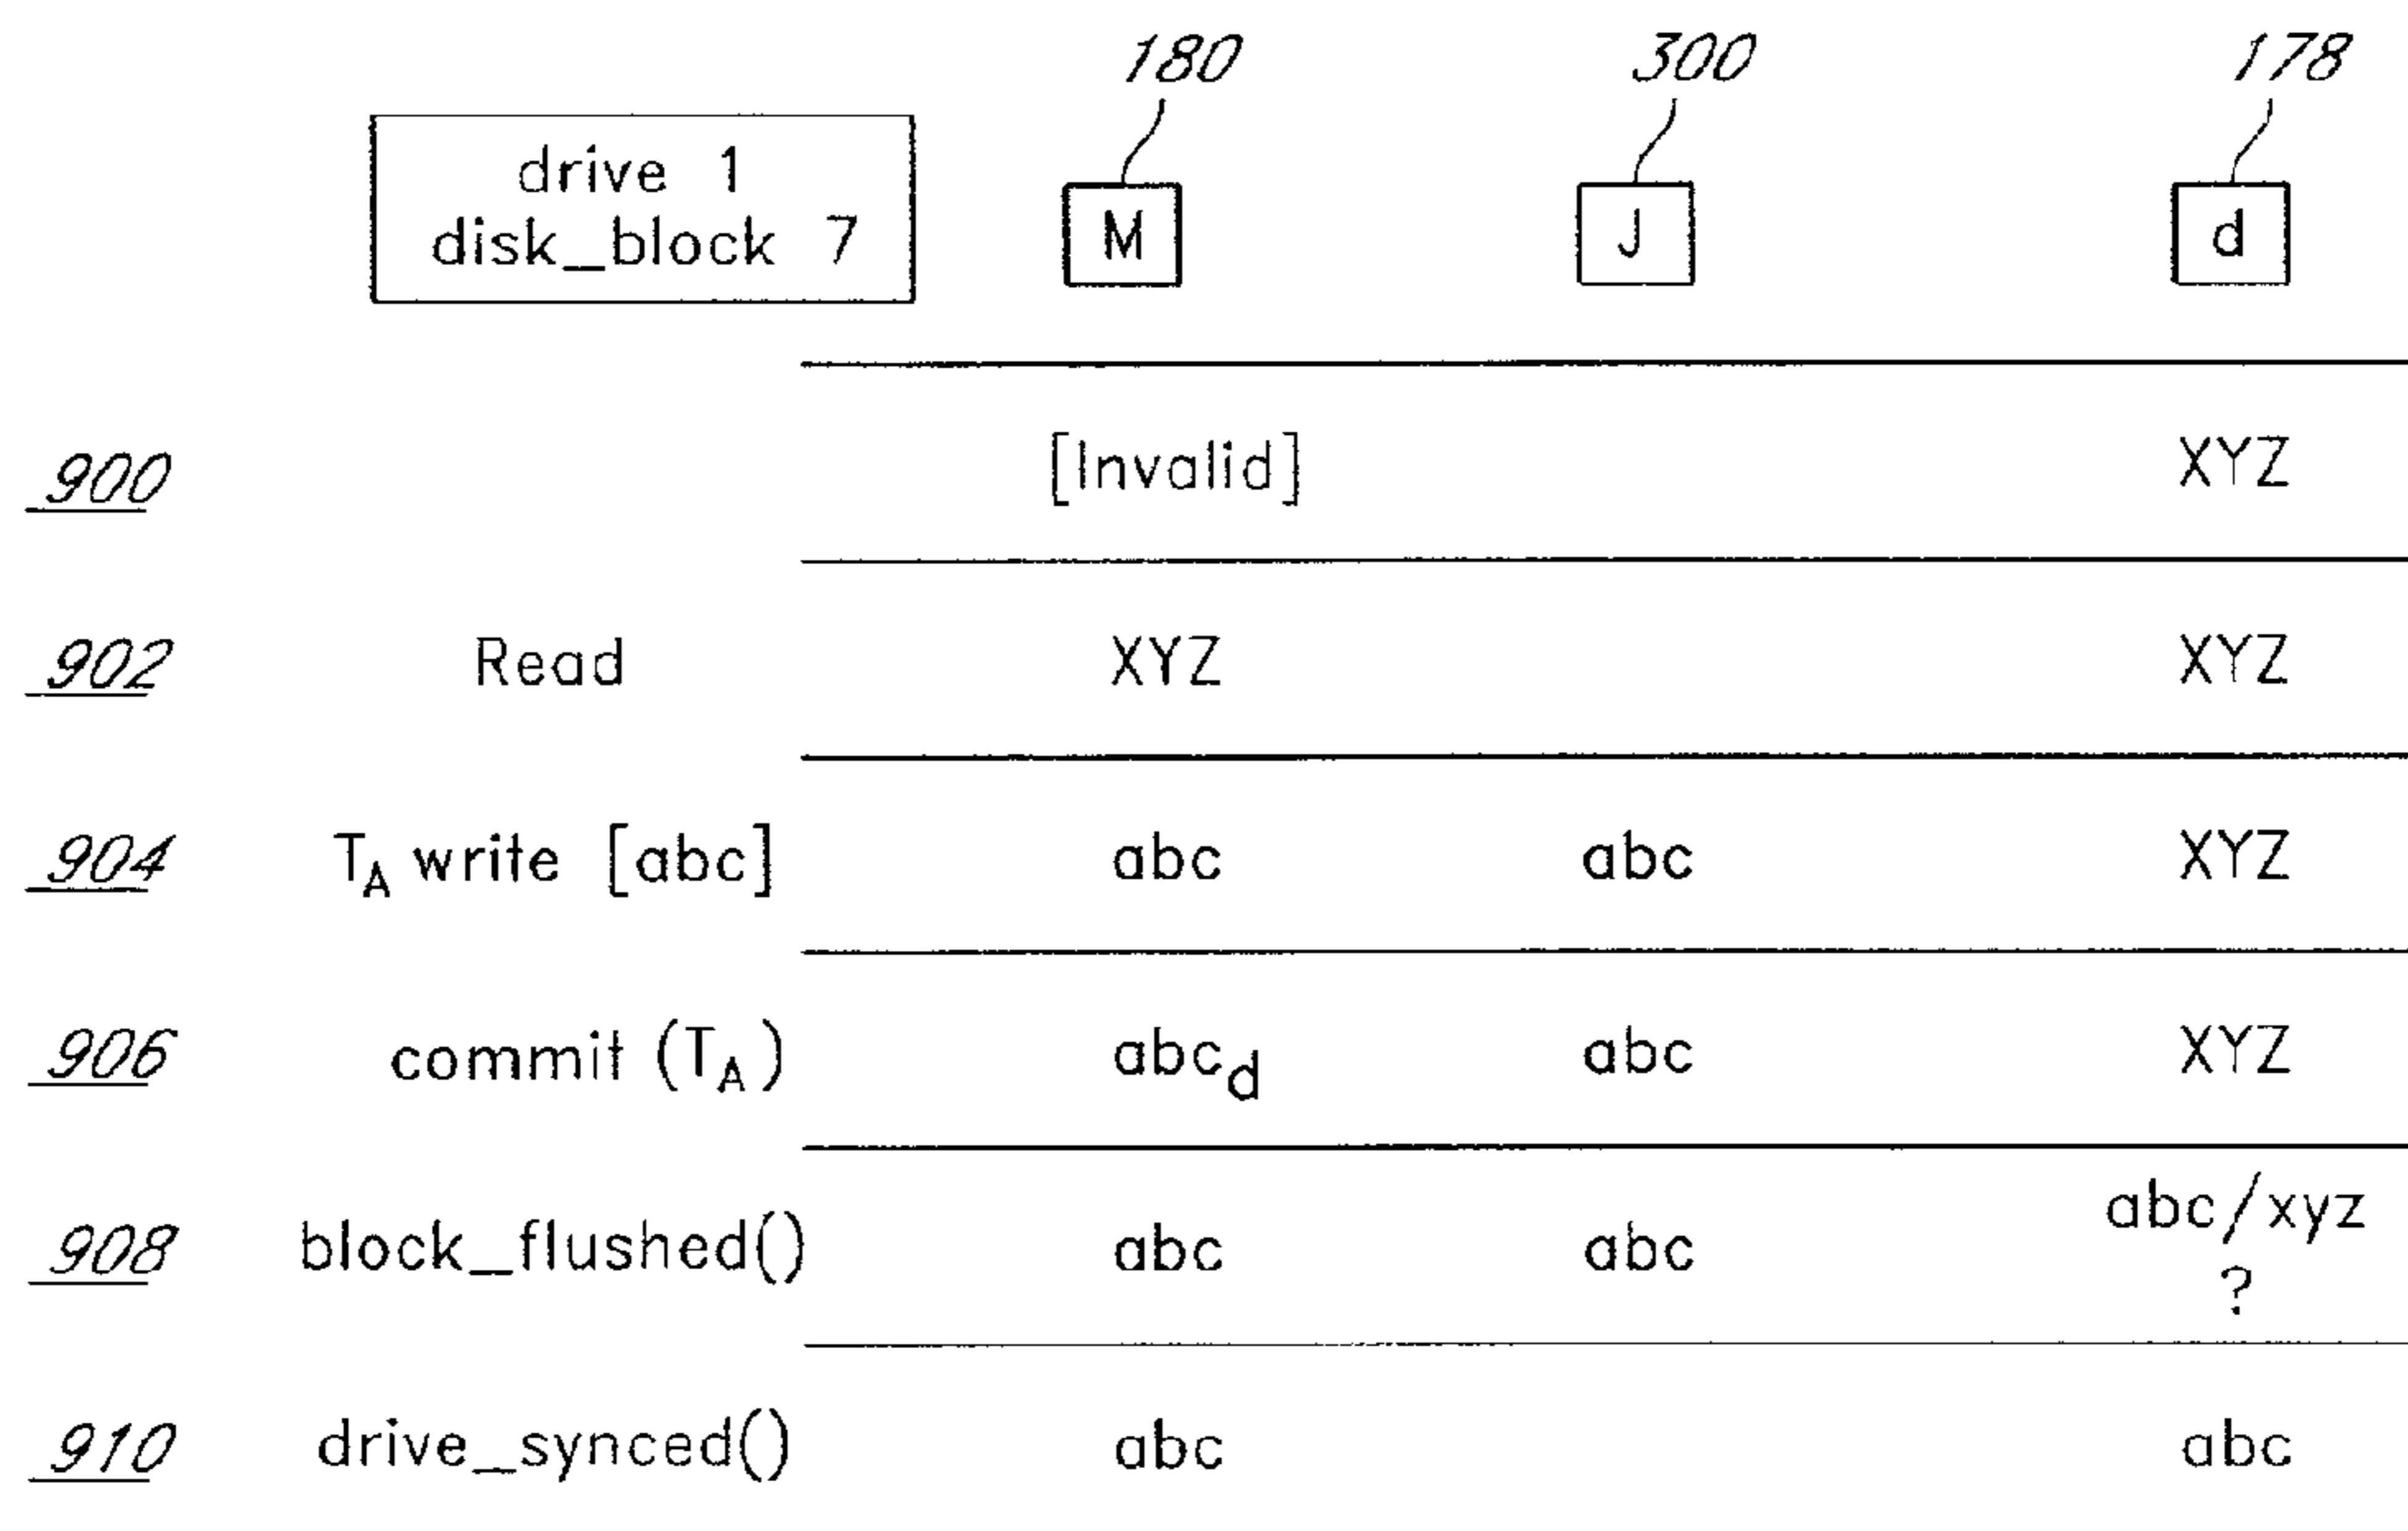 180 300 178
drive 1
disk_block 7
M J d
900 [Invalid] XYZ
902 Read XYZ XYZ
904 T_A write [abc] abc abc XYZ
906 commit (T_A) abc_d abc XYZ
908 block_flushed() abc abc abc/xyz
?
910 drive_synced() abc abc